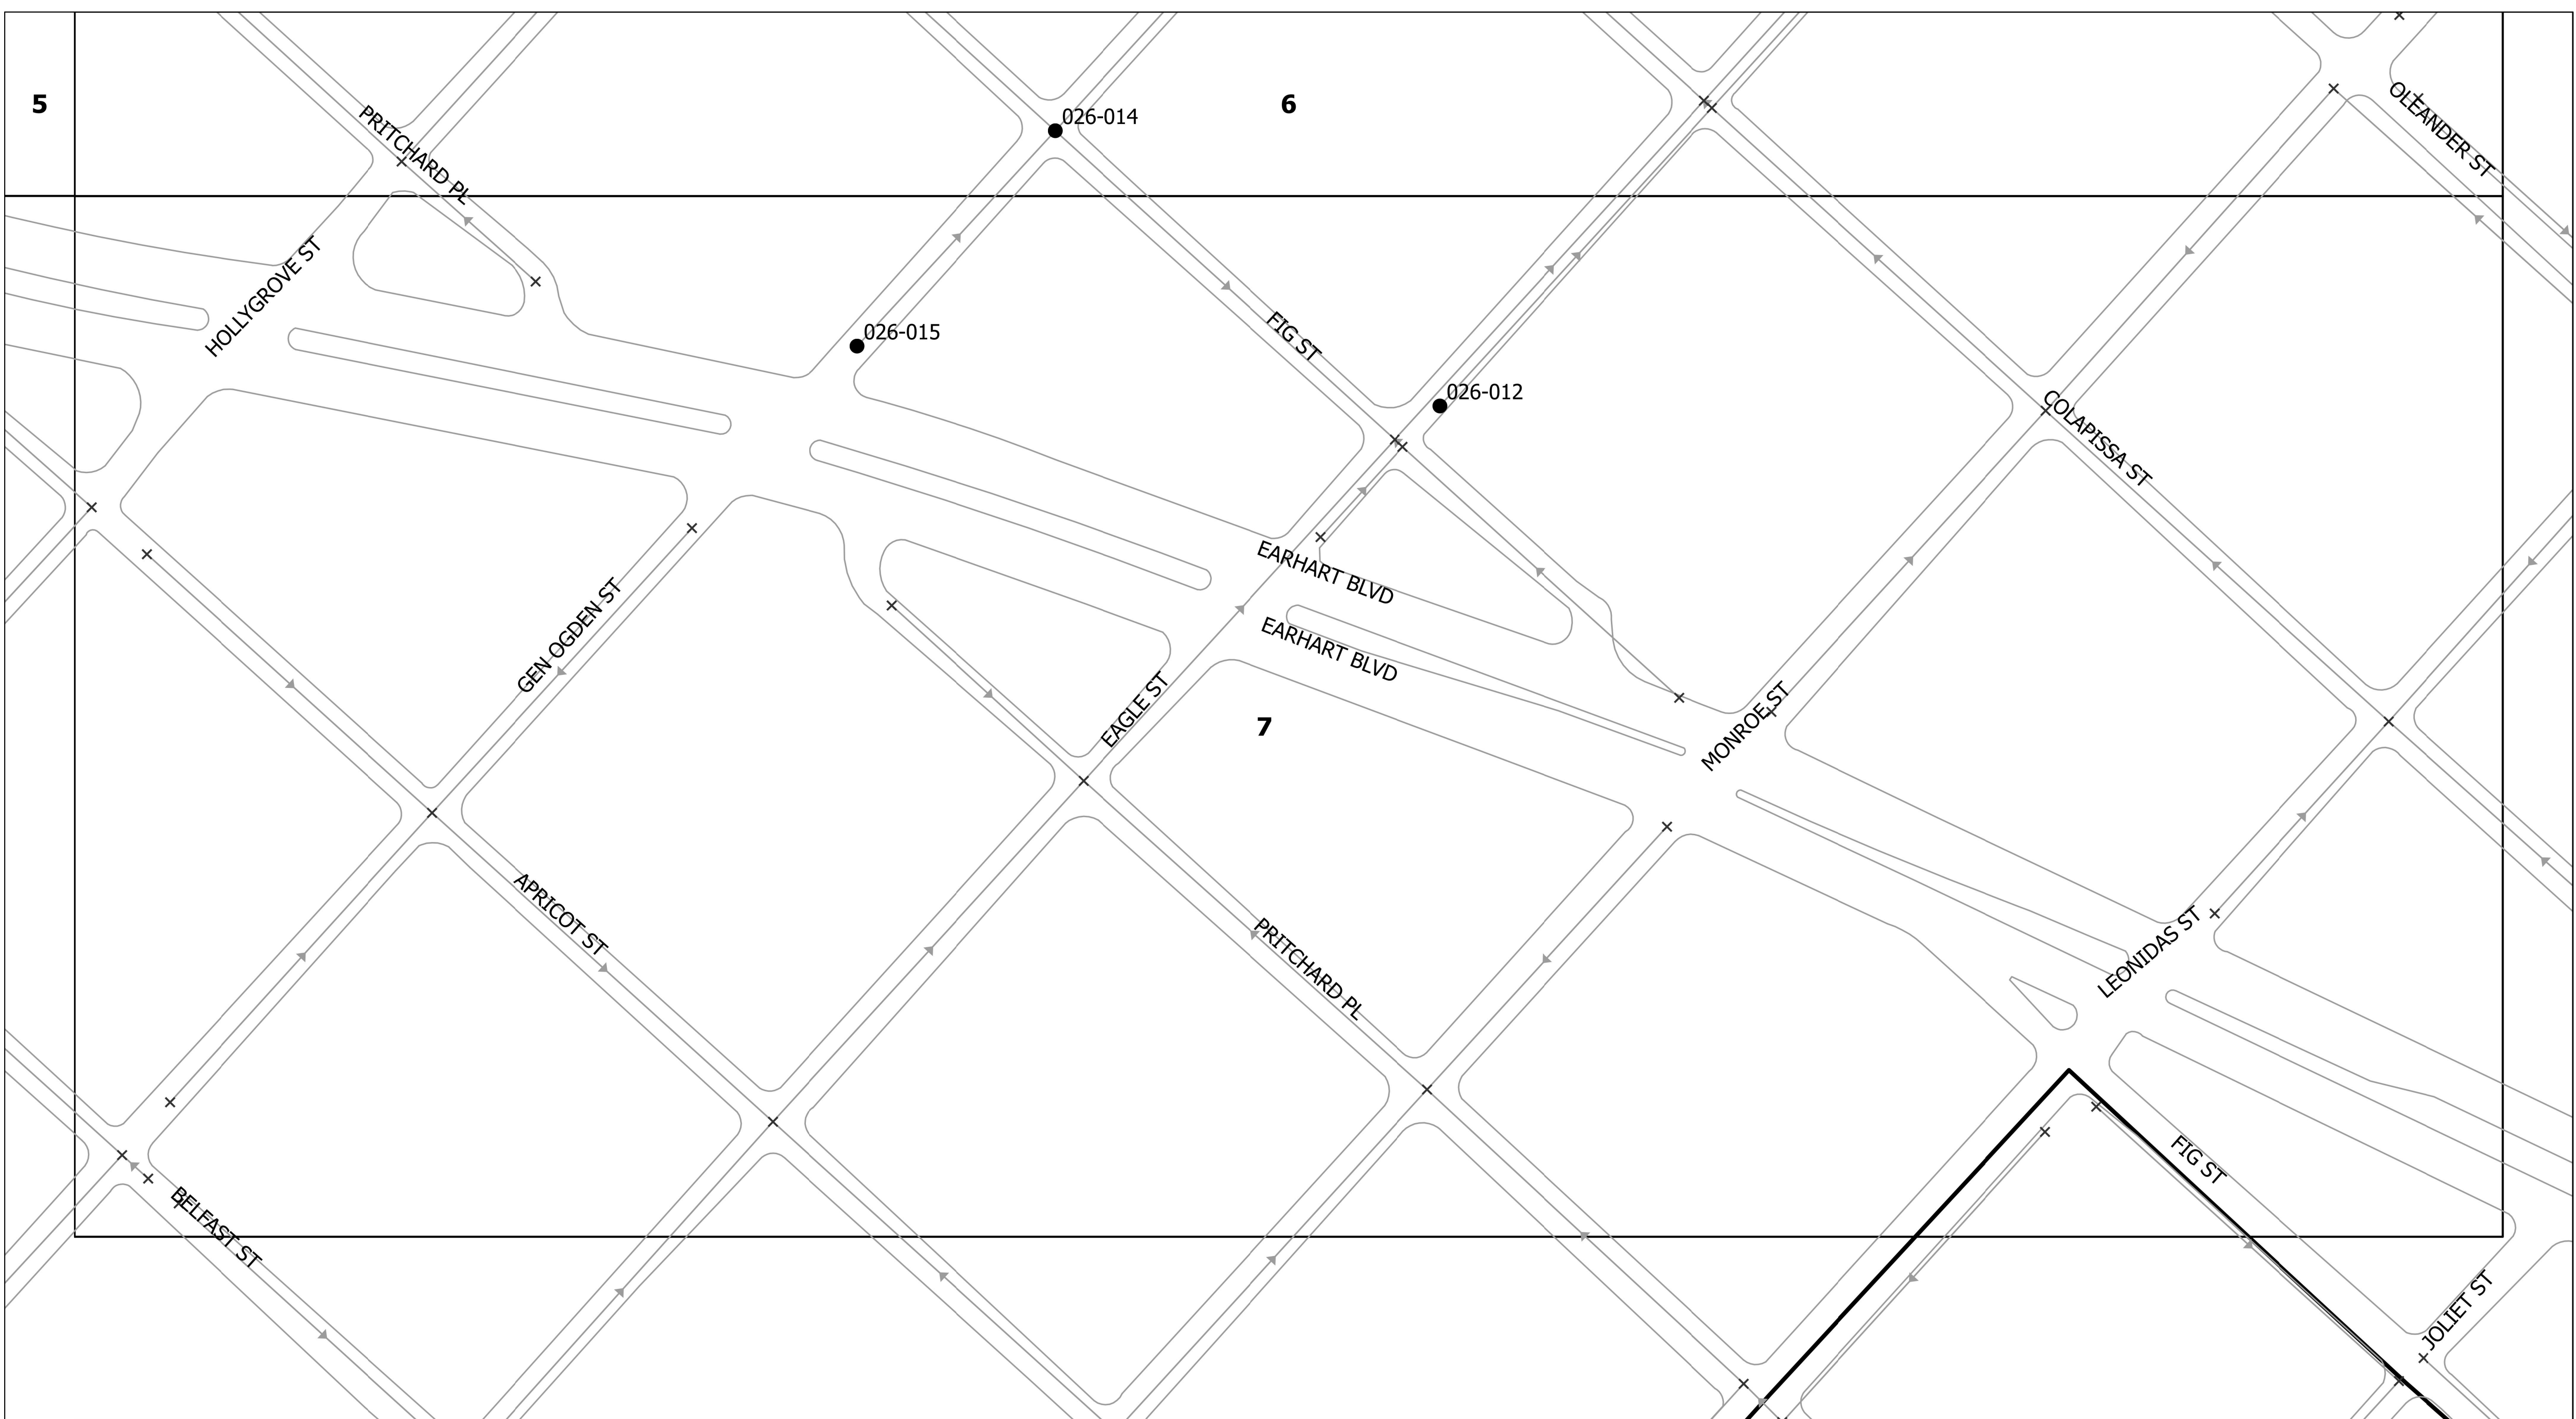 5
6
026-014
OLEANDER ST
PRITCHARD PL
HOLLYGROVE ST
026-015
FIG ST
026-012
COLAPISSA ST
EARHART BLVD
EARHART BLVD
GEN OGDEN ST
EAGLE ST
MONROE ST
7
APRICOT ST
PRITCHARD PL
LEONIDAS ST
FIG ST
BELFAST ST
JOLIET ST